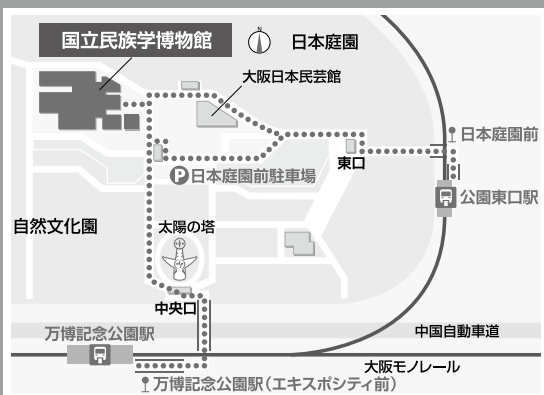 N
国立民族学博物館
日本庭園
大阪日本民芸館
日本庭園前
東口
P日本庭園前駐車場
公園東口駅
自然文化園
太陽の塔
中央口
中国自動車道
万博記念公園駅
大阪モノレール
万博記念公園駅(エキスポシティ前)